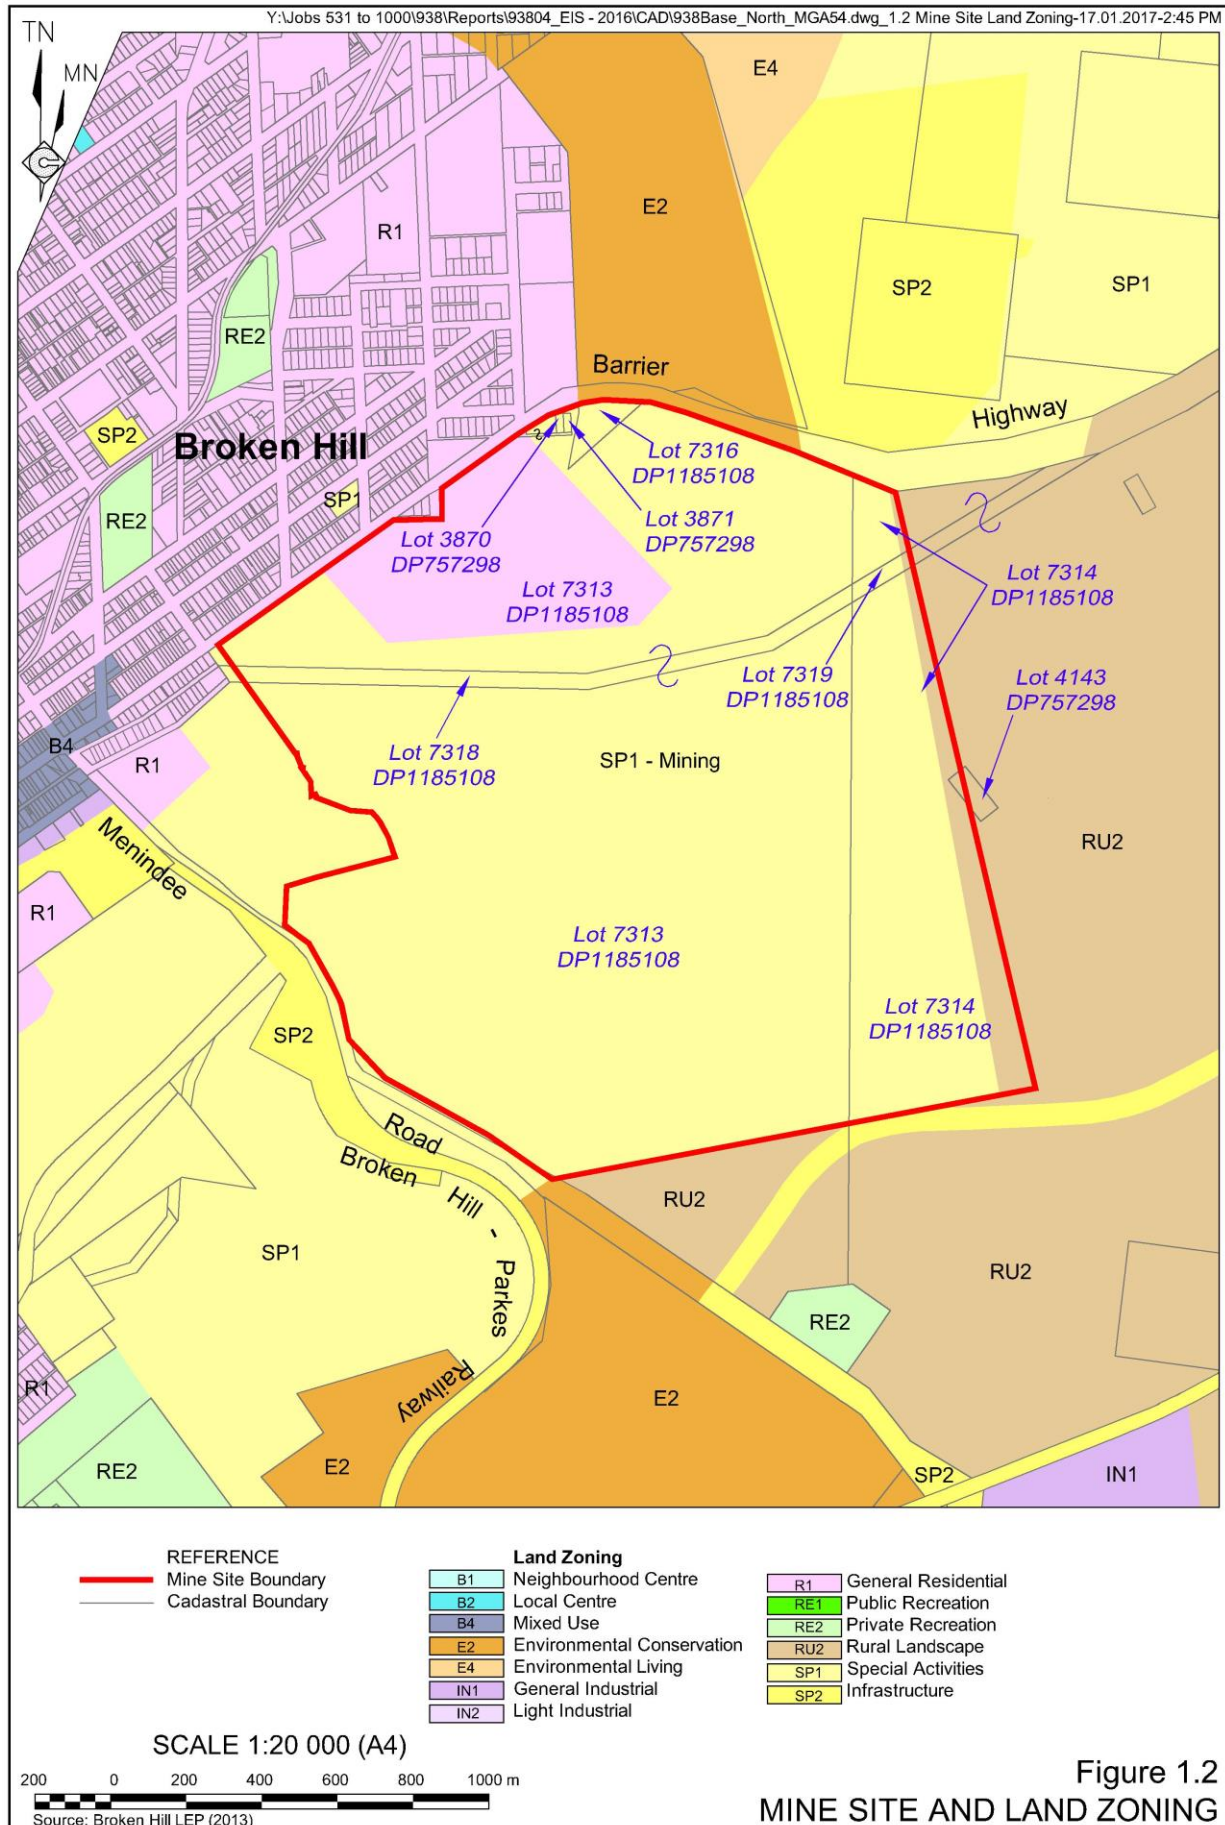 Y:\Jobs 531 to 1000\938\Reports\93804_EIS - 2016\CAD\938Base_North_MGA54.dwg_1.2 Mine Site Land Zoning-17.01.2017-2:45 PM
TN
MN
E4
E2
R1
SP2
SP1
RE2
Barrier
Highway
SP2
Broken Hill
Lot 7316
DP1185108
SP1
RE2
Lot 3871
DP757298
Lot 3870
DP757298
Lot 7313
DP1185108
Lot 7314
DP1185108
Lot 7319
DP1185108
Lot 4143
DP757298
B4
R1
Lot 7318
DP1185108
SP1 - Mining
Menindee
RU2
R1
Lot 7313
DP1185108
Lot 7314
DP1185108
SP2
Road
Broken
Hill
-
Parkes
Railway
RU2
SP1
RU2
RE2
R1
E2
RE2
E2
SP2
IN1
REFERENCE
Mine Site Boundary
Cadastral Boundary
Land Zoning
B1 Neighbourhood Centre
B2 Local Centre
B4 Mixed Use
E2 Environmental Conservation
E4 Environmental Living
IN1 General Industrial
IN2 Light Industrial
R1 General Residential
RE1 Public Recreation
RE2 Private Recreation
RU2 Rural Landscape
SP1 Special Activities
SP2 Infrastructure
SCALE 1:20 000 (A4)
200 0 200 400 600 800 1000 m
Source: Broken Hill LEP (2013)
Figure 1.2
MINE SITE AND LAND ZONING